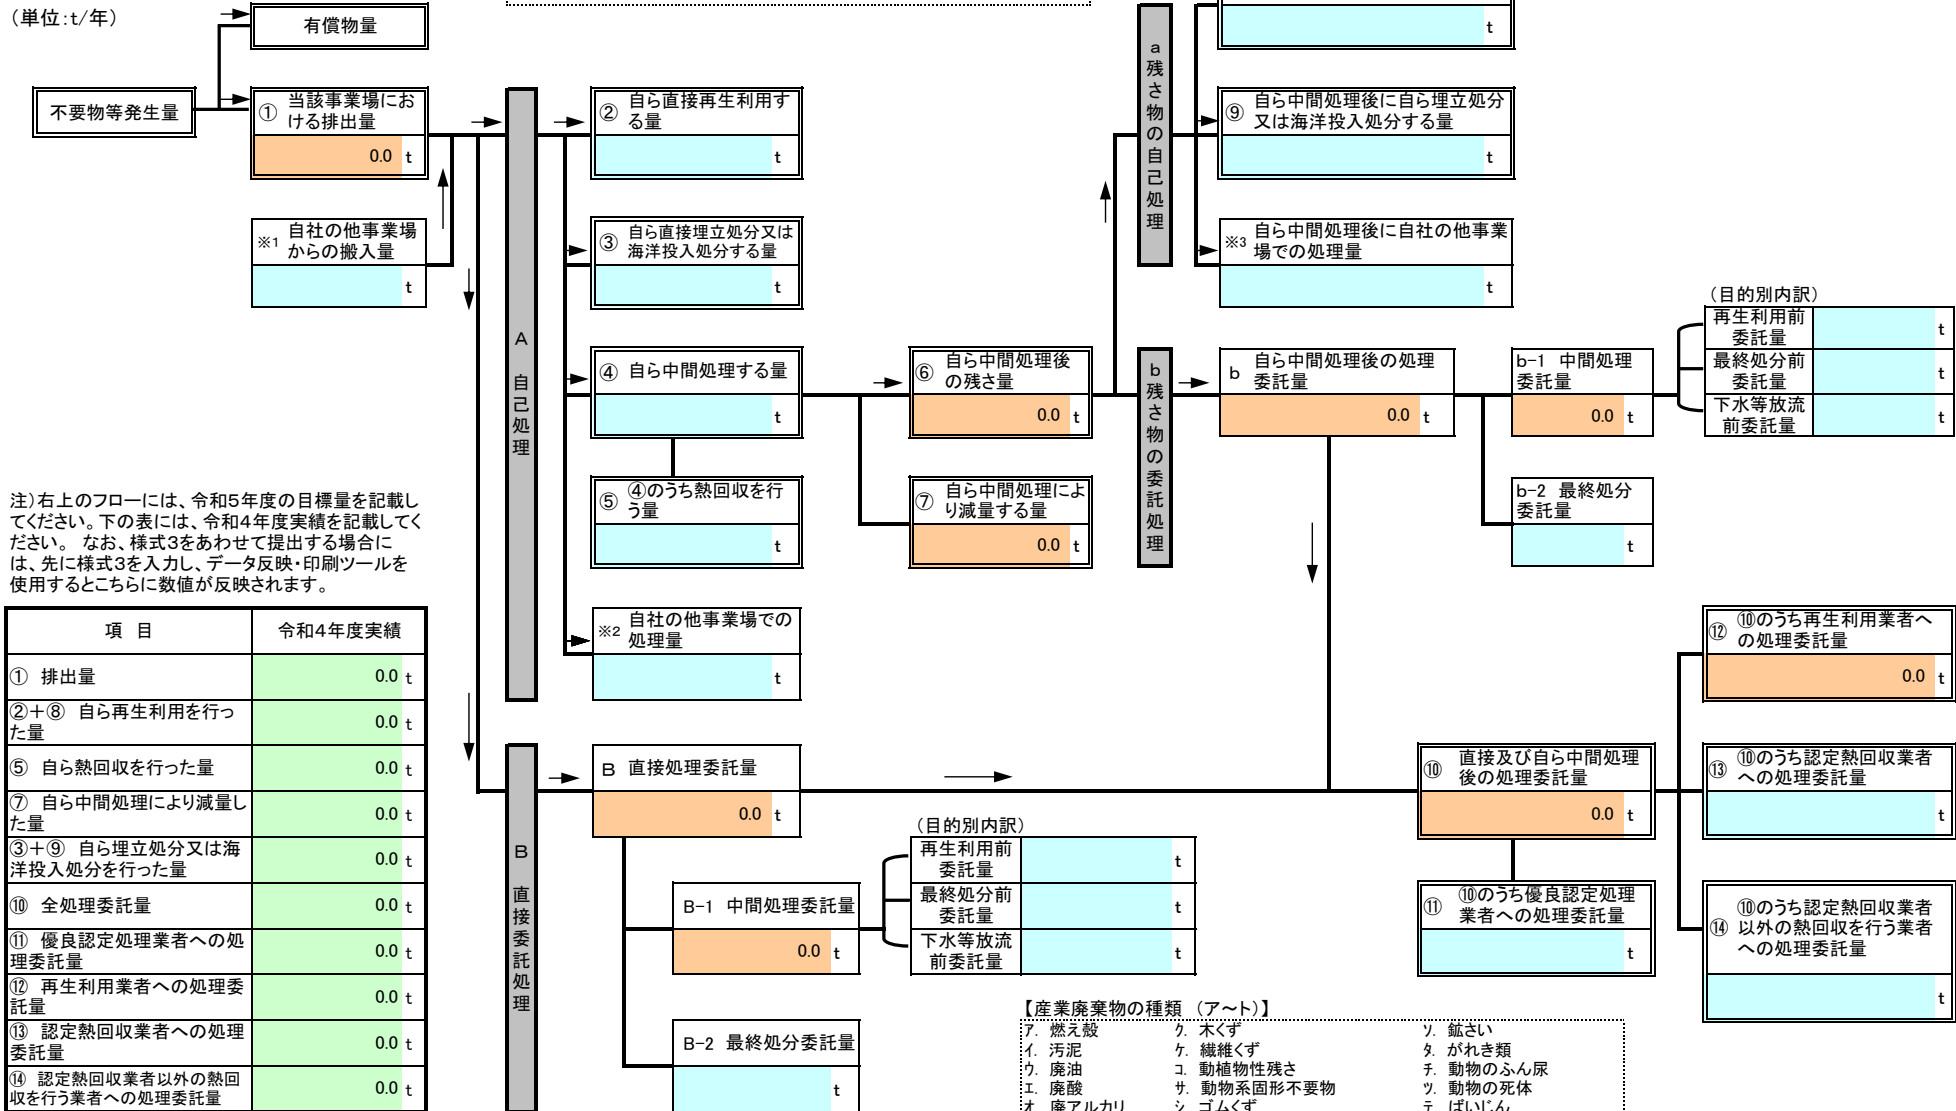 （単位：t/年）
有償物量
t
不要物等発生量
① 当該事業場にお
ける排出量
0.0 t
※1 自社の他事業場
からの搬入量
t
A 自己処理
② 自ら直接再生利用す
る量
t
③ 自ら直接埋立処分又は
海洋投入処分する量
t
④ 自ら中間処理する量
t
⑤ ④のうち熱回収を行
う量
t
※2 自社の他事業場での
処理量
t
⑥ 自ら中間処理後
の残さ量
0.0 t
⑦ 自ら中間処理によ
り減量する量
0.0 t
a 残さ物の自己処理
⑨ 自ら中間処理後に自ら埋立処分
又は海洋投入処分する量
t
※3 自ら中間処理後に自社の他事業
場での処理量
t
b 残さ物の委託処理
b 自ら中間処理後の処理
委託量
0.0 t
b-1 中間処理
委託量
0.0 t
（目的別内訳）
再生利用前
委託量
t
最終処分前
委託量
t
下水等放流
前委託量
t
b-2 最終処分
委託量
t
注）右上のフローには、令和５年度の目標量を記載し
てください。下の表には、令和４年度実績を記載してく
ださい。 なお、様式3をあわせて提出する場合に
は、先に様式3を入力し、データ反映・印刷ツールを
使用するとこちらに数値が反映されます。
項 目 令和４年度実績
① 排出量 0.0 t
②＋⑧ 自ら再生利用を行っ
た量 0.0 t
⑤ 自ら熱回収を行った量 0.0 t
⑦ 自ら中間処理により減量し
た量 0.0 t
③＋⑨ 自ら埋立処分又は海
洋投入処分を行った量 0.0 t
⑩ 全処理委託量 0.0 t
⑪ 優良認定処理業者への処
理委託量 0.0 t
⑫ 再生利用業者への処理委
託量 0.0 t
⑬ 認定熱回収業者への処理
委託量 0.0 t
⑭ 認定熱回収業者以外の熱回
収を行う業者への処理委託量 0.0 t
B 直接委託処理
B 直接処理委託量
0.0 t
B-1 中間処理委託量
0.0 t
（目的別内訳）
再生利用前
委託量
t
最終処分前
委託量
t
下水等放流
前委託量
t
B-2 最終処分委託量
t
⑩ 直接及び自ら中間処理
後の処理委託量
0.0 t
⑪ ⑩のうち優良認定処理
業者への処理委託量
t
⑫ ⑩のうち再生利用業者へ
の処理委託量
0.0 t
⑬ ⑩のうち認定熱回収業者
への処理委託量
t
⑭ ⑩のうち認定熱回収業者
以外の熱回収を行う業者
への処理委託量
t
【産業廃棄物の種類 （ア～ト）】
ア. 燃え殻 ク. 木くず ソ. 鉱さい
イ. 汚泥 ケ. 繊維くず タ. がれき類
ウ. 廃油 コ. 動植物性残さ チ. 動物のふん尿
エ. 廃酸 サ. 動物系固形不要物 ツ. 動物の死体
オ. 廃アルカリ シ. ゴムくず テ. ばいじん